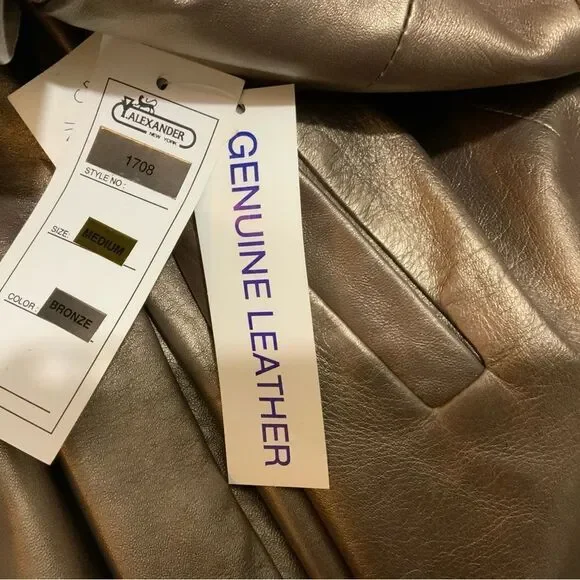 Y.ALEXANDER
NEW YORK
1708
STYLE NO:
SIZE: MEDIUM
COLOR: BRONZE
GENUINE LEATHER